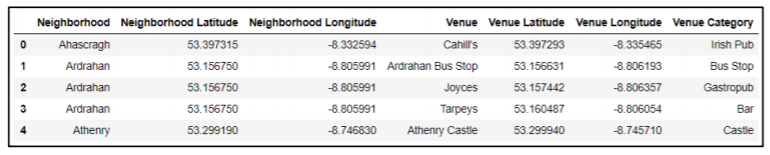 Neighborhood Neighborhood Latitude Neighborhood Longitude Venue Venue Latitude Venue Longitude Venue Category
0 Ahascragh 53.397315 -8.332594 Cahill's 53.397293 -8.335465 Irish Pub
1 Ardrahan 53.156750 -8.805991 Ardrahan Bus Stop 53.156631 -8.806193 Bus Stop
2 Ardrahan 53.156750 -8.805991 Joyces 53.157442 -8.806357 Gastropub
3 Ardrahan 53.156750 -8.805991 Tarpeys 53.160487 -8.806054 Bar
4 Athenry 53.299190 -8.746830 Athenry Castle 53.299940 -8.745710 Castle